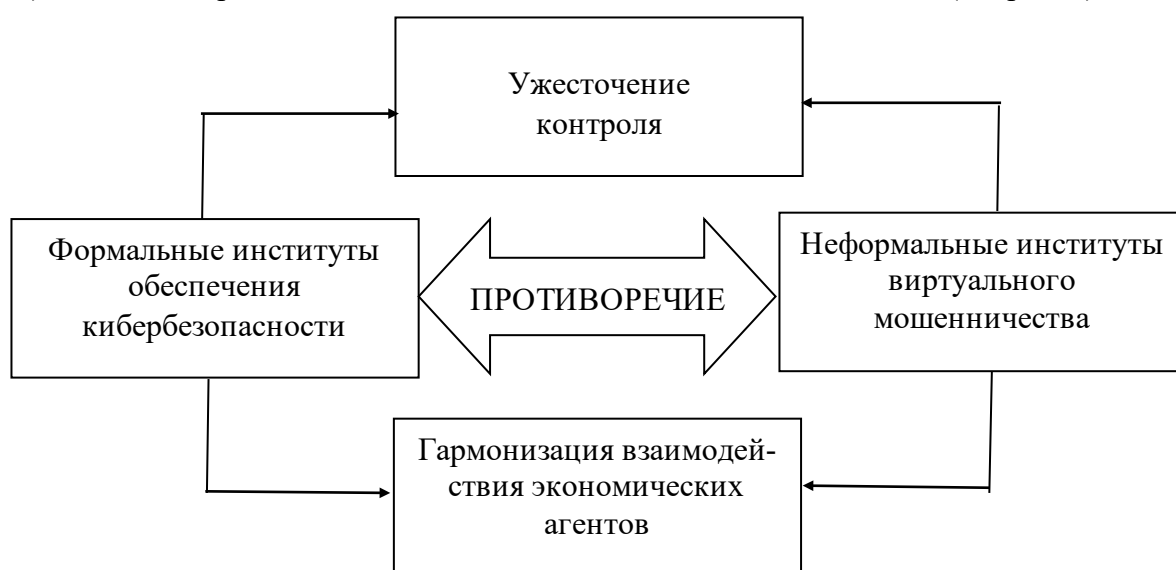 Ужесточение
контроля
Формальные институты
обеспечения
кибербезопасности
ПРОТИВОРЕЧИЕ
Неформальные институты
виртуального
мошенничества
Гармонизация взаимодей-
ствия экономических
агентов